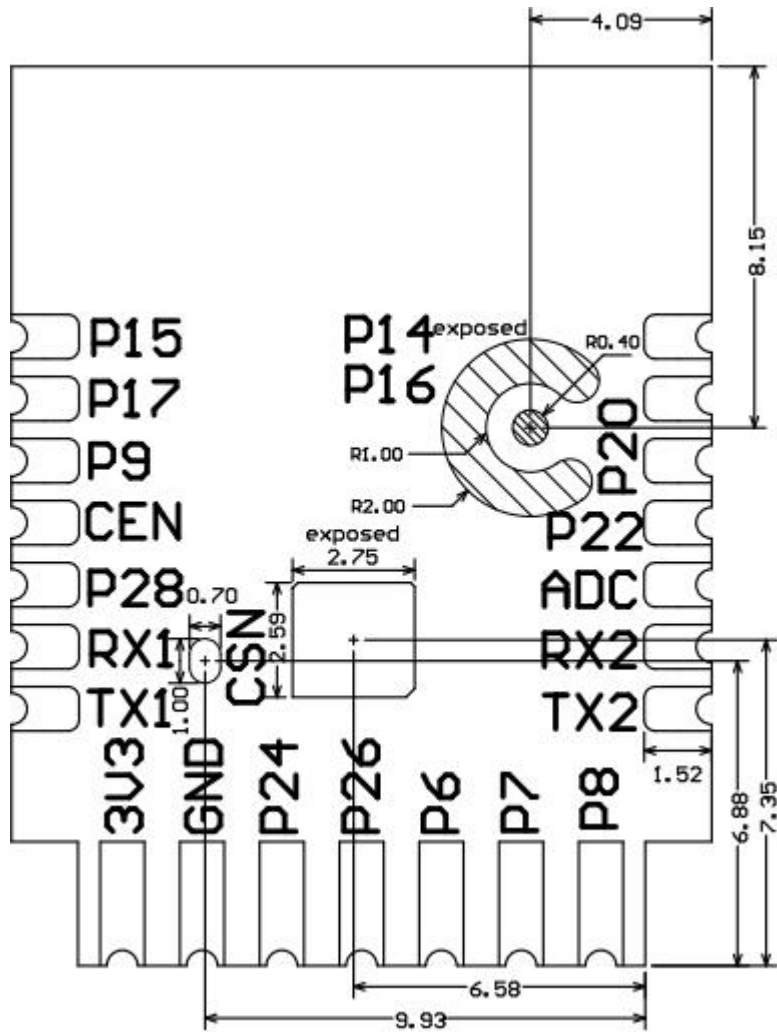 4.09
8.15
P15
P14
exposed
R0.40
P17
P16
P20
P9
R1.00
R2.00
CEN
exposed
P22
2.75
P28
0.70
ADC
RX1
CSN
2.59
RX2
TX1
1.00
TX2
1.52
3V3
GND
P24
P26
P6
P7
P8
6.88
7.35
6.58
9.93